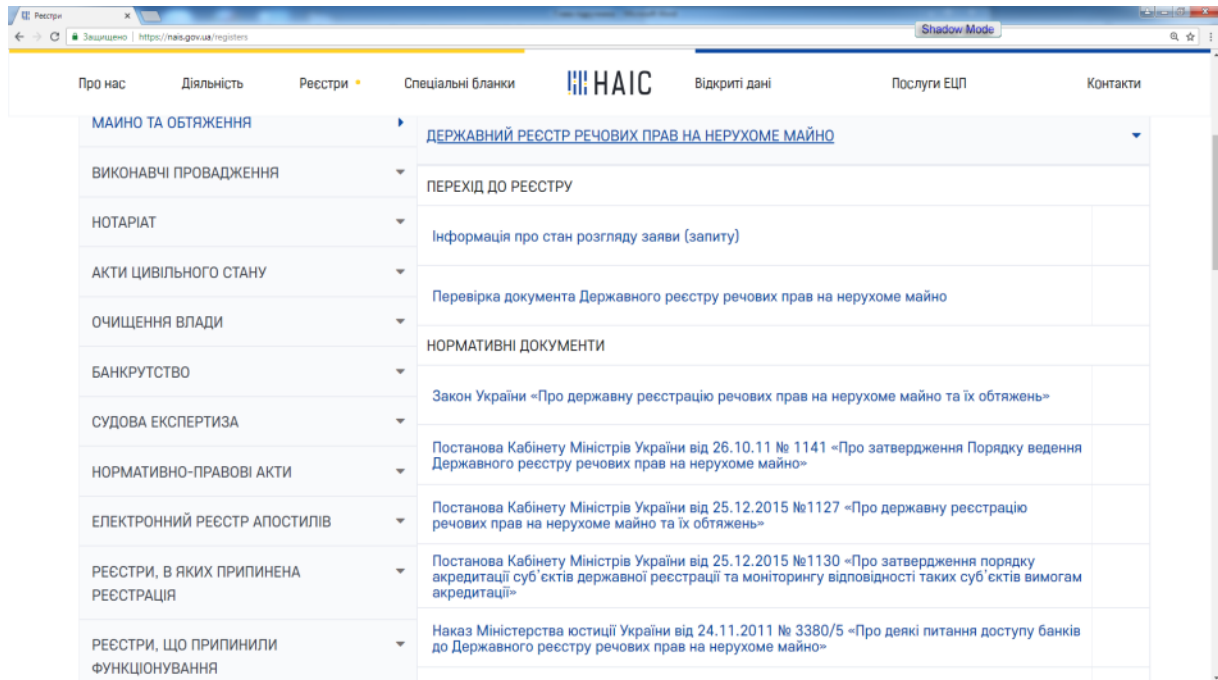 Реєстри
Shadow Mode
Защищено | https://nais.gov.ua/registers
Про нас Діяльність Реєстри Спеціальні бланки НАІС Відкриті дані Послуги ЕЦП Контакти
МАЙНО ТА ОБТЯЖЕННЯ
ВИКОНАВЧІ ПРОВАДЖЕННЯ
НОТАРІАТ
АКТИ ЦИВІЛЬНОГО СТАНУ
ОЧИЩЕННЯ ВЛАДИ
БАНКРУТСТВО
СУДОВА ЕКСПЕРТИЗА
НОРМАТИВНО-ПРАВОВІ АКТИ
ЕЛЕКТРОННИЙ РЕЄСТР АПОСТИЛІВ
РЕЄСТРИ, В ЯКИХ ПРИПИНЕНА
РЕЄСТРАЦІЯ
РЕЄСТРИ, ЩО ПРИПИНИЛИ
ФУНКЦІОНУВАННЯ
ДЕРЖАВНИЙ РЕЄСТР РЕЧОВИХ ПРАВ НА НЕРУХОМЕ МАЙНО
ПЕРЕХІД ДО РЕЄСТРУ
Інформація про стан розгляду заяви (запиту)
Перевірка документа Державного реєстру речових прав на нерухоме майно
НОРМАТИВНІ ДОКУМЕНТИ
Закон України «Про державну реєстрацію речових прав на нерухоме майно та їх обтяжень»
Постанова Кабінету Міністрів України від 26.10.11 № 1141 «Про затвердження Порядку ведення
Державного реєстру речових прав на нерухоме майно»
Постанова Кабінету Міністрів України від 25.12.2015 №1127 «Про державну реєстрацію
речових прав на нерухоме майно та їх обтяжень»
Постанова Кабінету Міністрів України від 25.12.2015 №1130 «Про затвердження порядку
акредитації суб'єктів державної реєстрації та моніторингу відповідності таких суб'єктів вимогам
акредитації»
Наказ Міністерства юстиції України від 24.11.2011 № 3380/5 «Про деякі питання доступу банків
до Державного реєстру речових прав на нерухоме майно»